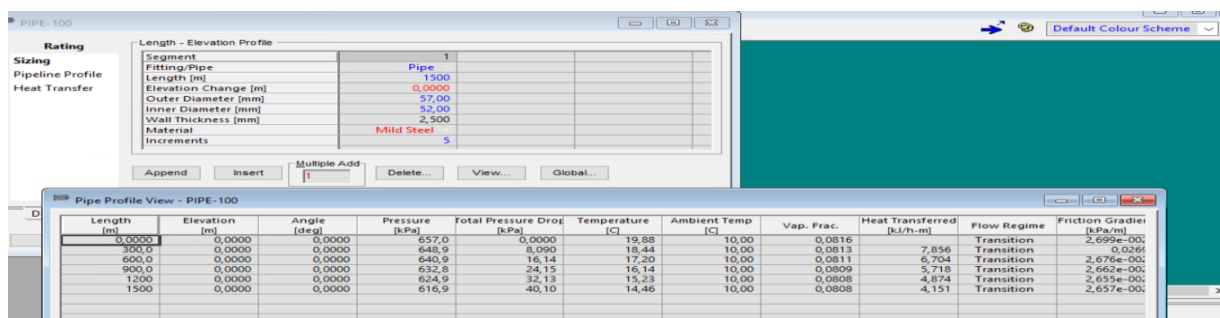 PIPE-100
Default Colour Scheme
Rating
Sizing
Pipeline Profile
Heat Transfer
Length - Elevation Profile
Segment 1
Fitting/Pipe Pipe
Length [m] 1500
Elevation Change [m] 0,0000
Outer Diameter [mm] 57,00
Inner Diameter [mm] 52,00
Wall Thickness [mm] 2,500
Material Mild Steel
Increments 5
Append Insert Multiple Add 1 Delete... View... Global...
D
Pipe Profile View - PIPE-100
Length [m] Elevation [m] Angle [deg] Pressure [kPa] Total Pressure Drop [kPa] Temperature [C] Ambient Temp [C] Vap. Frac. Heat Transferred [kJ/h-m] Flow Regime Friction Gradie [kPa/m]
0,0000 0,0000 0,0000 657,0 0,0000 19,88 10,00 0,0816 Transition 2,699e-002
300,0 0,0000 0,0000 648,9 8,090 18,44 10,00 0,0813 7,856 Transition 0,0269
600,0 0,0000 0,0000 640,9 16,14 17,20 10,00 0,0811 6,704 Transition 2,676e-002
900,0 0,0000 0,0000 632,8 24,15 16,14 10,00 0,0809 5,718 Transition 2,662e-002
1200 0,0000 0,0000 624,9 32,13 15,23 10,00 0,0808 4,874 Transition 2,655e-002
1500 0,0000 0,0000 616,9 40,10 14,46 10,00 0,0808 4,151 Transition 2,657e-002